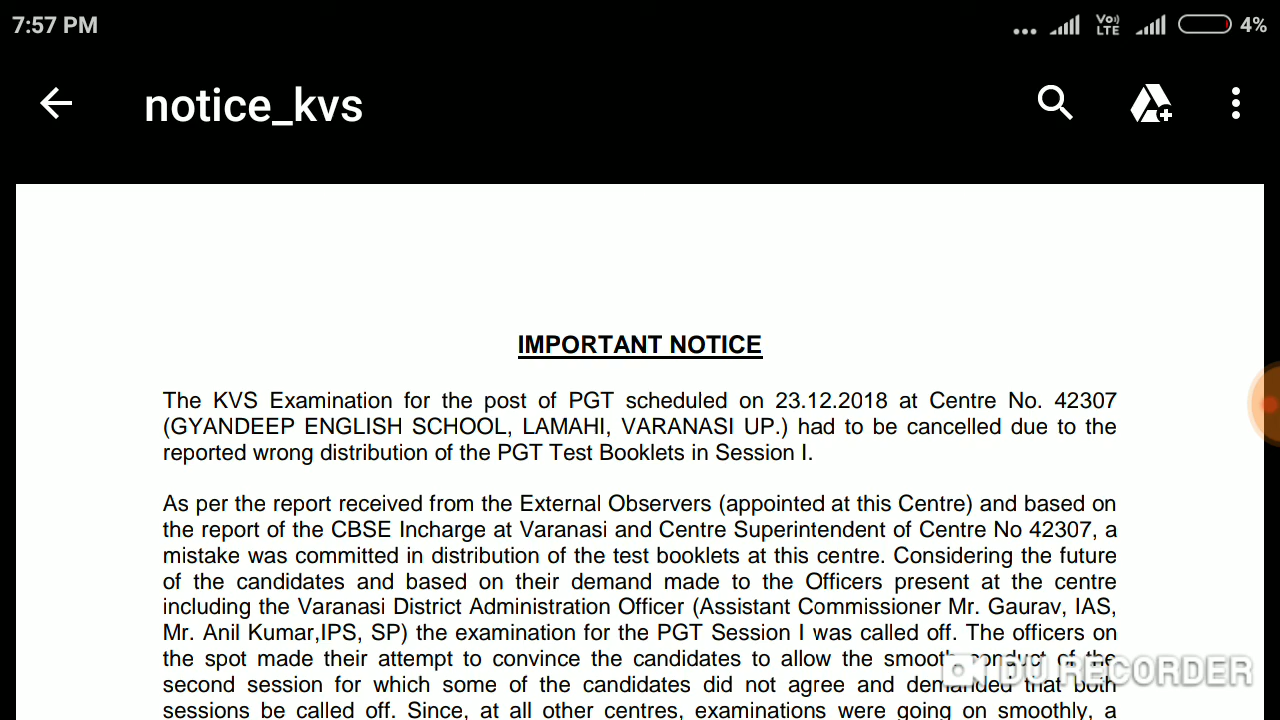 7:57 PM
Vo) LTE
4%
notice_kvs
IMPORTANT NOTICE
The KVS Examination for the post of PGT scheduled on 23.12.2018 at Centre No. 42307
(GYANDEEP ENGLISH SCHOOL, LAMAHI, VARANASI UP.) had to be cancelled due to the
reported wrong distribution of the PGT Test Booklets in Session I.
As per the report received from the External Observers (appointed at this Centre) and based on
the report of the CBSE Incharge at Varanasi and Centre Superintendent of Centre No 42307, a
mistake was committed in distribution of the test booklets at this centre. Considering the future
of the candidates and based on their demand made to the Officers present at the centre
including the Varanasi District Administration Officer (Assistant Commissioner Mr. Gaurav, IAS,
Mr. Anil Kumar,IPS, SP) the examination for the PGT Session I was called off. The officers on
the spot made their attempt to convince the candidates to allow the smooth conduct of the
second session for which some of the candidates did not agree and demanded that both
sessions be called off. Since, at all other centres, examinations were going on smoothly, a
DU RECORDER